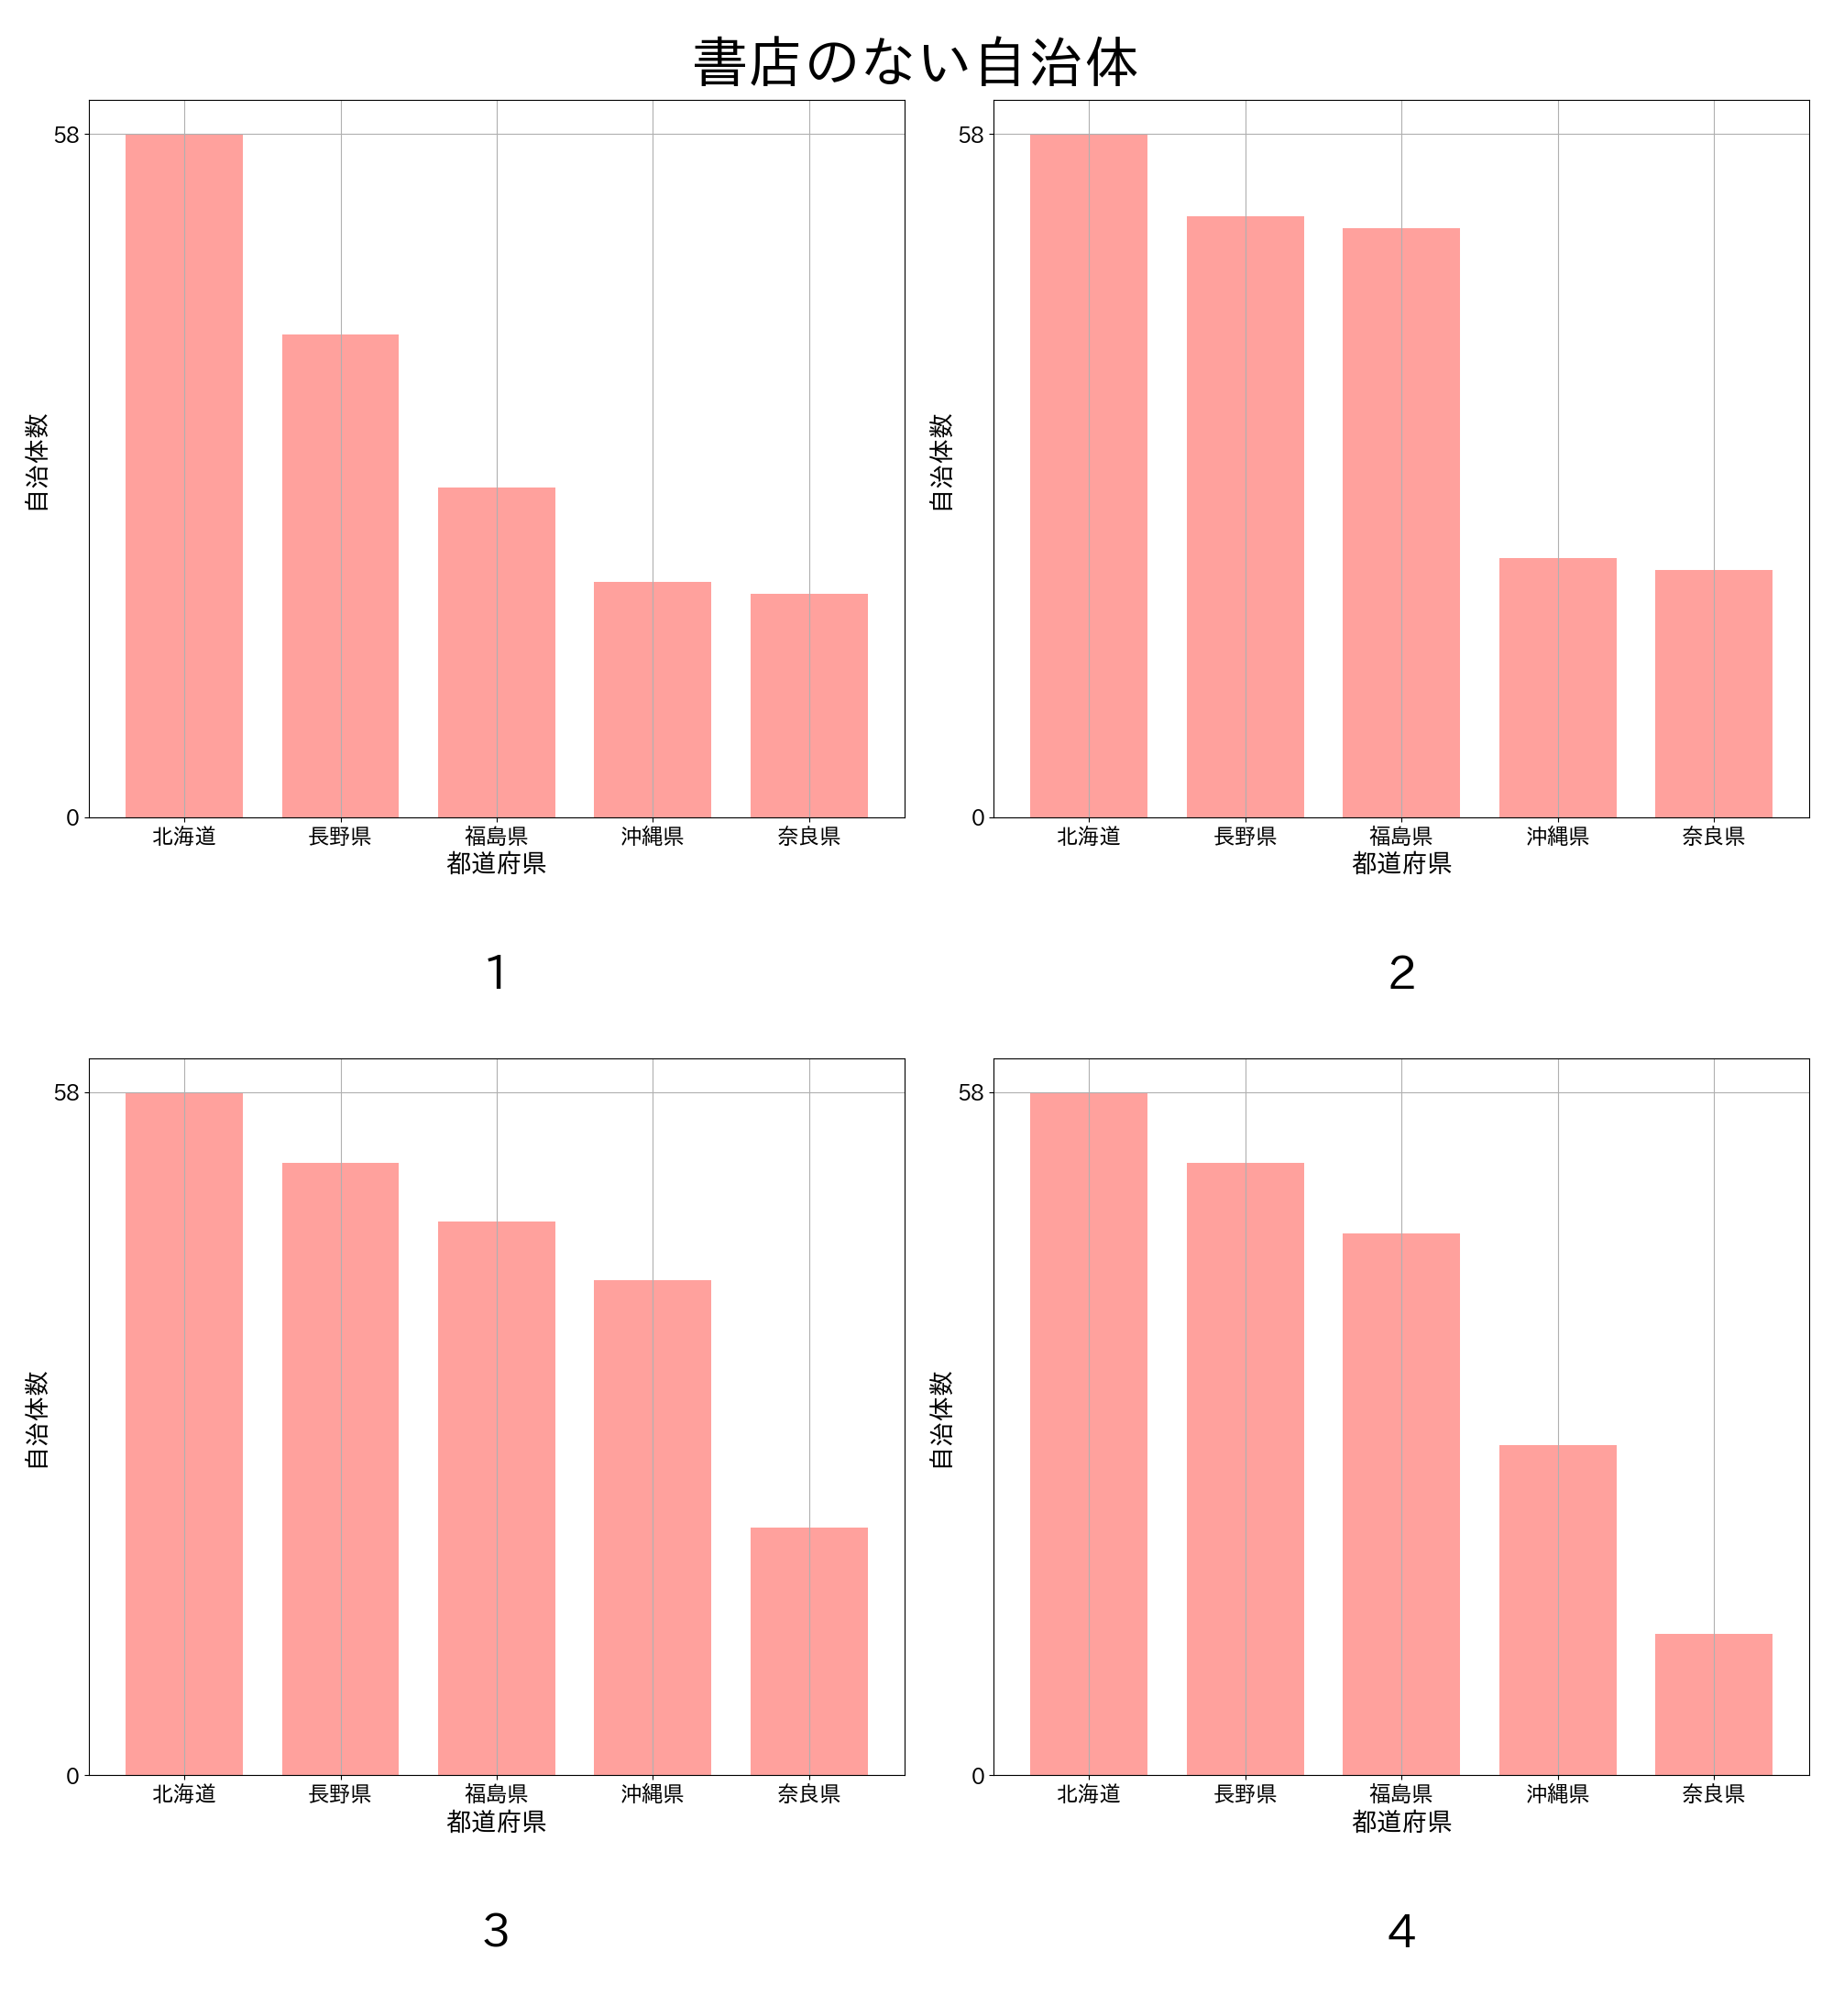 書店のない自治体
58
0
自治体数
北海道 長野県 福島県 沖縄県 奈良県
都道府県
1
58
0
自治体数
北海道 長野県 福島県 沖縄県 奈良県
都道府県
2
58
0
自治体数
北海道 長野県 福島県 沖縄県 奈良県
都道府県
3
58
0
自治体数
北海道 長野県 福島県 沖縄県 奈良県
都道府県
4